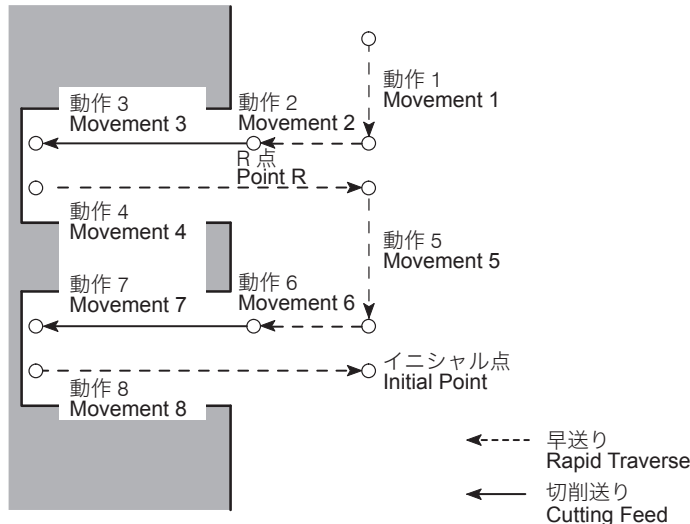 動作 1
Movement 1
動作 3
Movement 3
動作 2
Movement 2
R 点
Point R
動作 4
Movement 4
動作 5
Movement 5
動作 7
Movement 7
動作 6
Movement 6
イニシャル点
Initial Point
動作 8
Movement 8
早送り
Rapid Traverse
切削送り
Cutting Feed